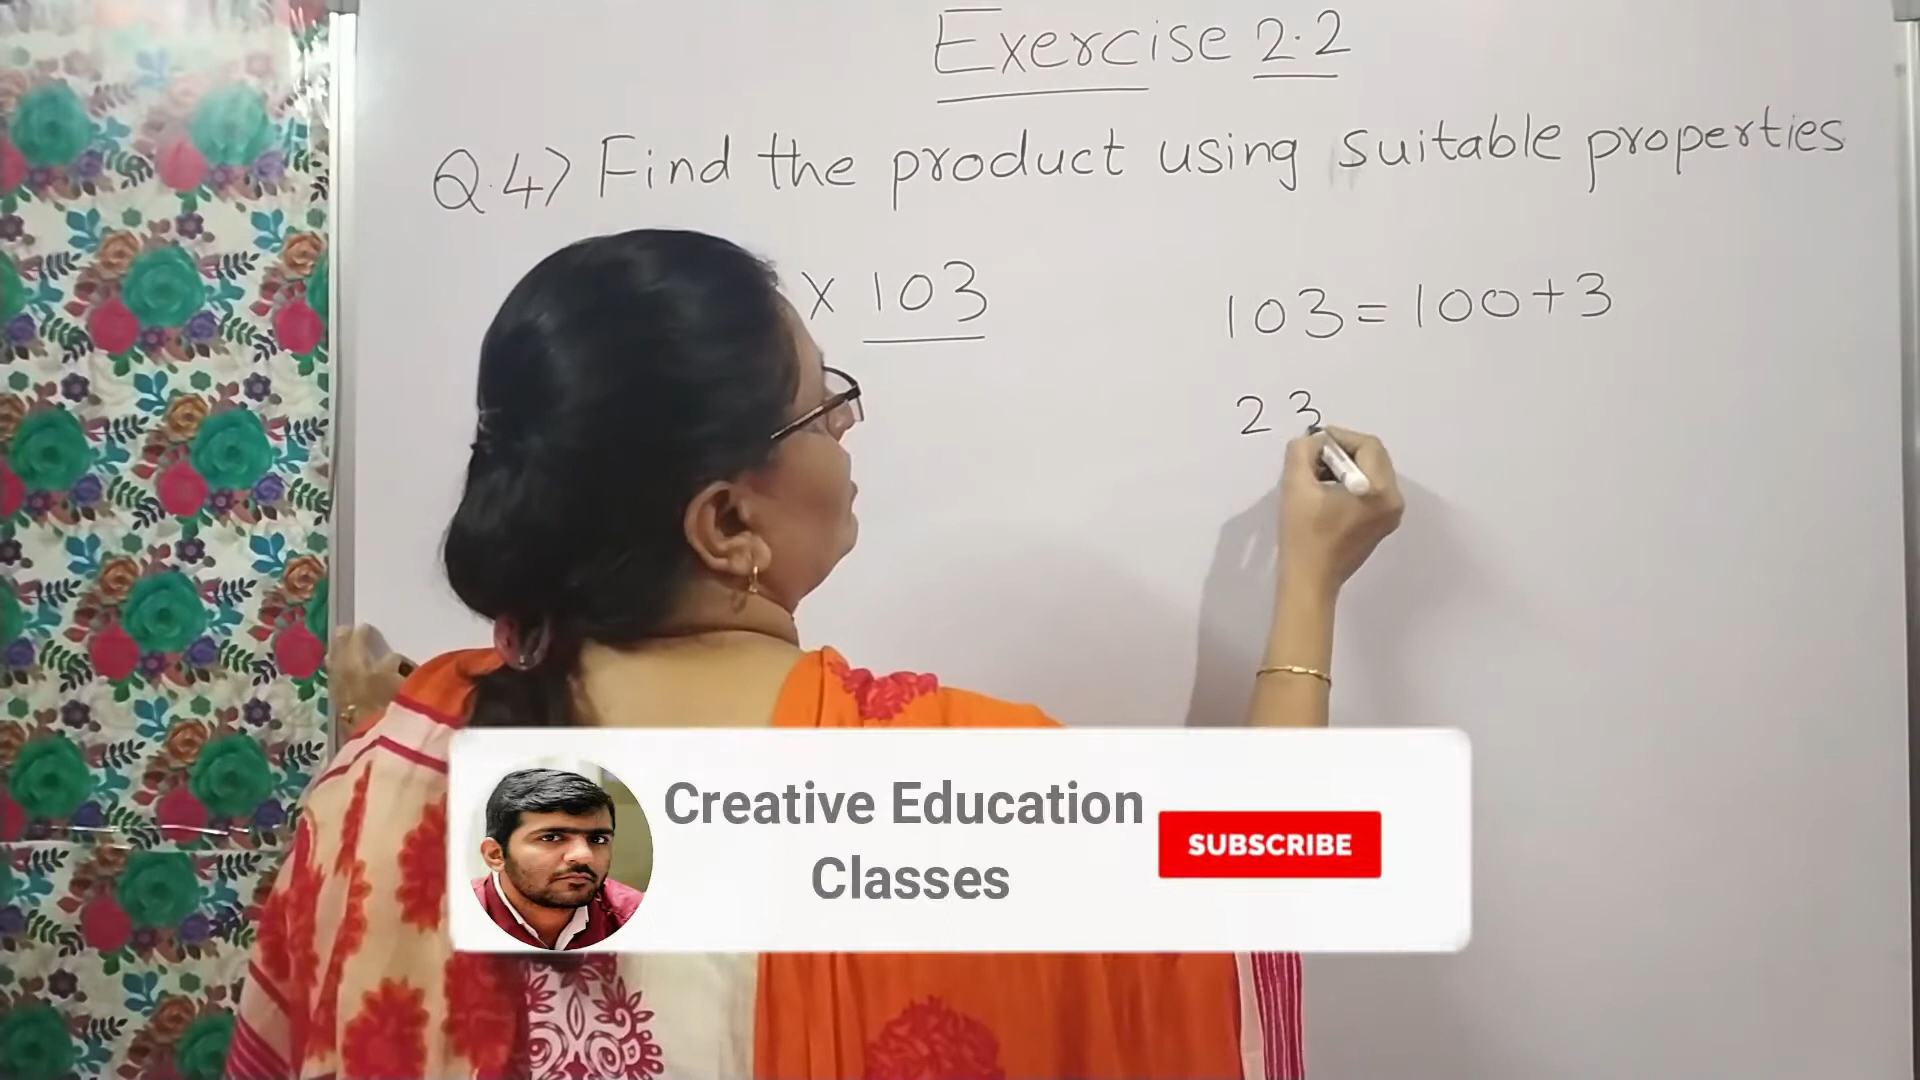 Exercise 2.2
Q.4) Find the product using suitable properties
x 103
103=100+3
23
Creative Education
Classes
SUBSCRIBE